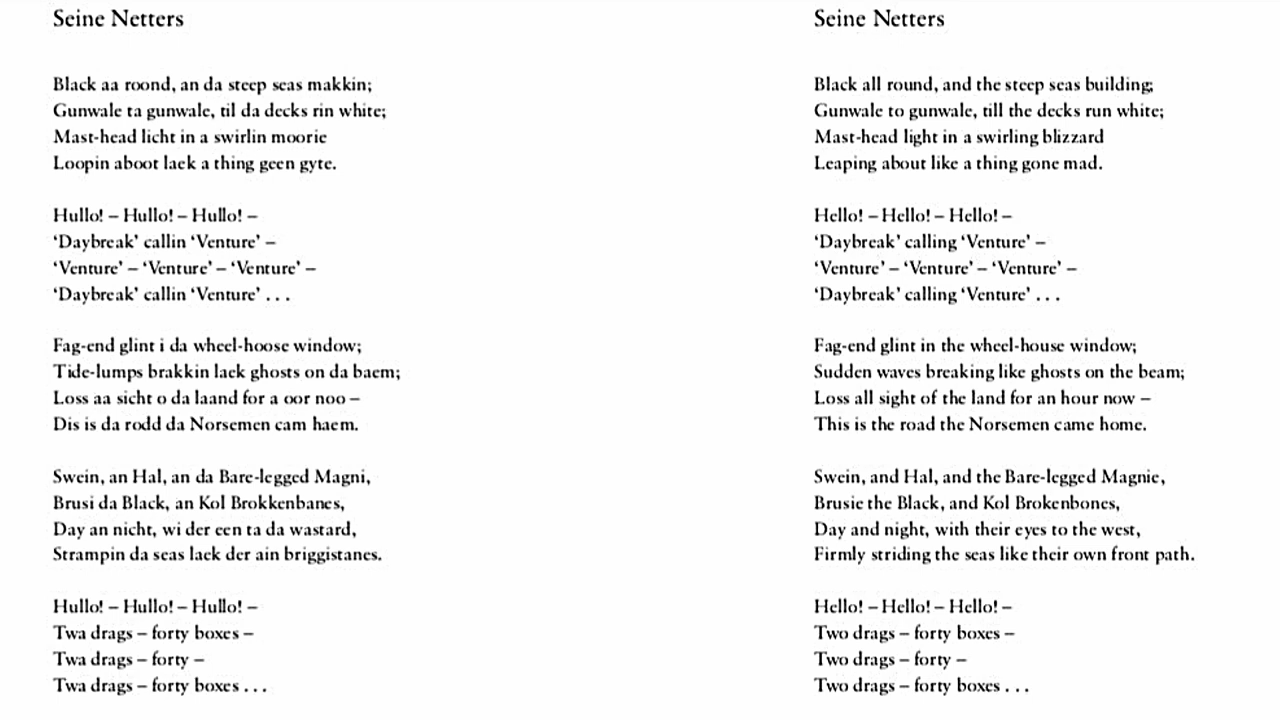 Seine Netters
Black aa roond, an da steep seas makkin;
Gunwale ta gunwale, til da decks rin white;
Mast-head licht in a swirlin moorie
Loopin aboot laek a thing geen gyte.
Hullo! – Hullo! – Hullo! –
‘Daybreak’ callin ‘Venture’ –
‘Venture’ – ‘Venture’ – ‘Venture’ –
‘Daybreak’ callin ‘Venture’ . . .
Fag-end glint i da wheel-hoose window;
Tide-lumps brakkin laek ghosts on da baem;
Loss aa sicht o da laand for a oor noo –
Dis is da rodd da Norsemen cam haem.
Swein, an Hal, an da Bare-legged Magni,
Brusi da Black, an Kol Brokkenbanes,
Day an nicht, wi der een ta da wastard,
Strampin da seas laek der ain briggistanes.
Hullo! – Hullo! – Hullo! –
Twa drags – forty boxes –
Twa drags – forty –
Twa drags – forty boxes . . .
Seine Netters
Black all round, and the steep seas building;
Gunwale to gunwale, till the decks run white;
Mast-head light in a swirling blizzard
Leaping about like a thing gone mad.
Hello! – Hello! – Hello! –
‘Daybreak’ calling ‘Venture’ –
‘Venture’ – ‘Venture’ – ‘Venture’ –
‘Daybreak’ calling ‘Venture’ . . .
Fag-end glint in the wheel-house window;
Sudden waves breaking like ghosts on the beam;
Loss all sight of the land for an hour now –
This is the road the Norsemen came home.
Swein, and Hal, and the Bare-legged Magnie,
Brusie the Black, and Kol Brokenbones,
Day and night, with their eyes to the west,
Firmly striding the seas like their own front path.
Hello! – Hello! – Hello! –
Two drags – forty boxes –
Two drags – forty –
Two drags – forty boxes . . .